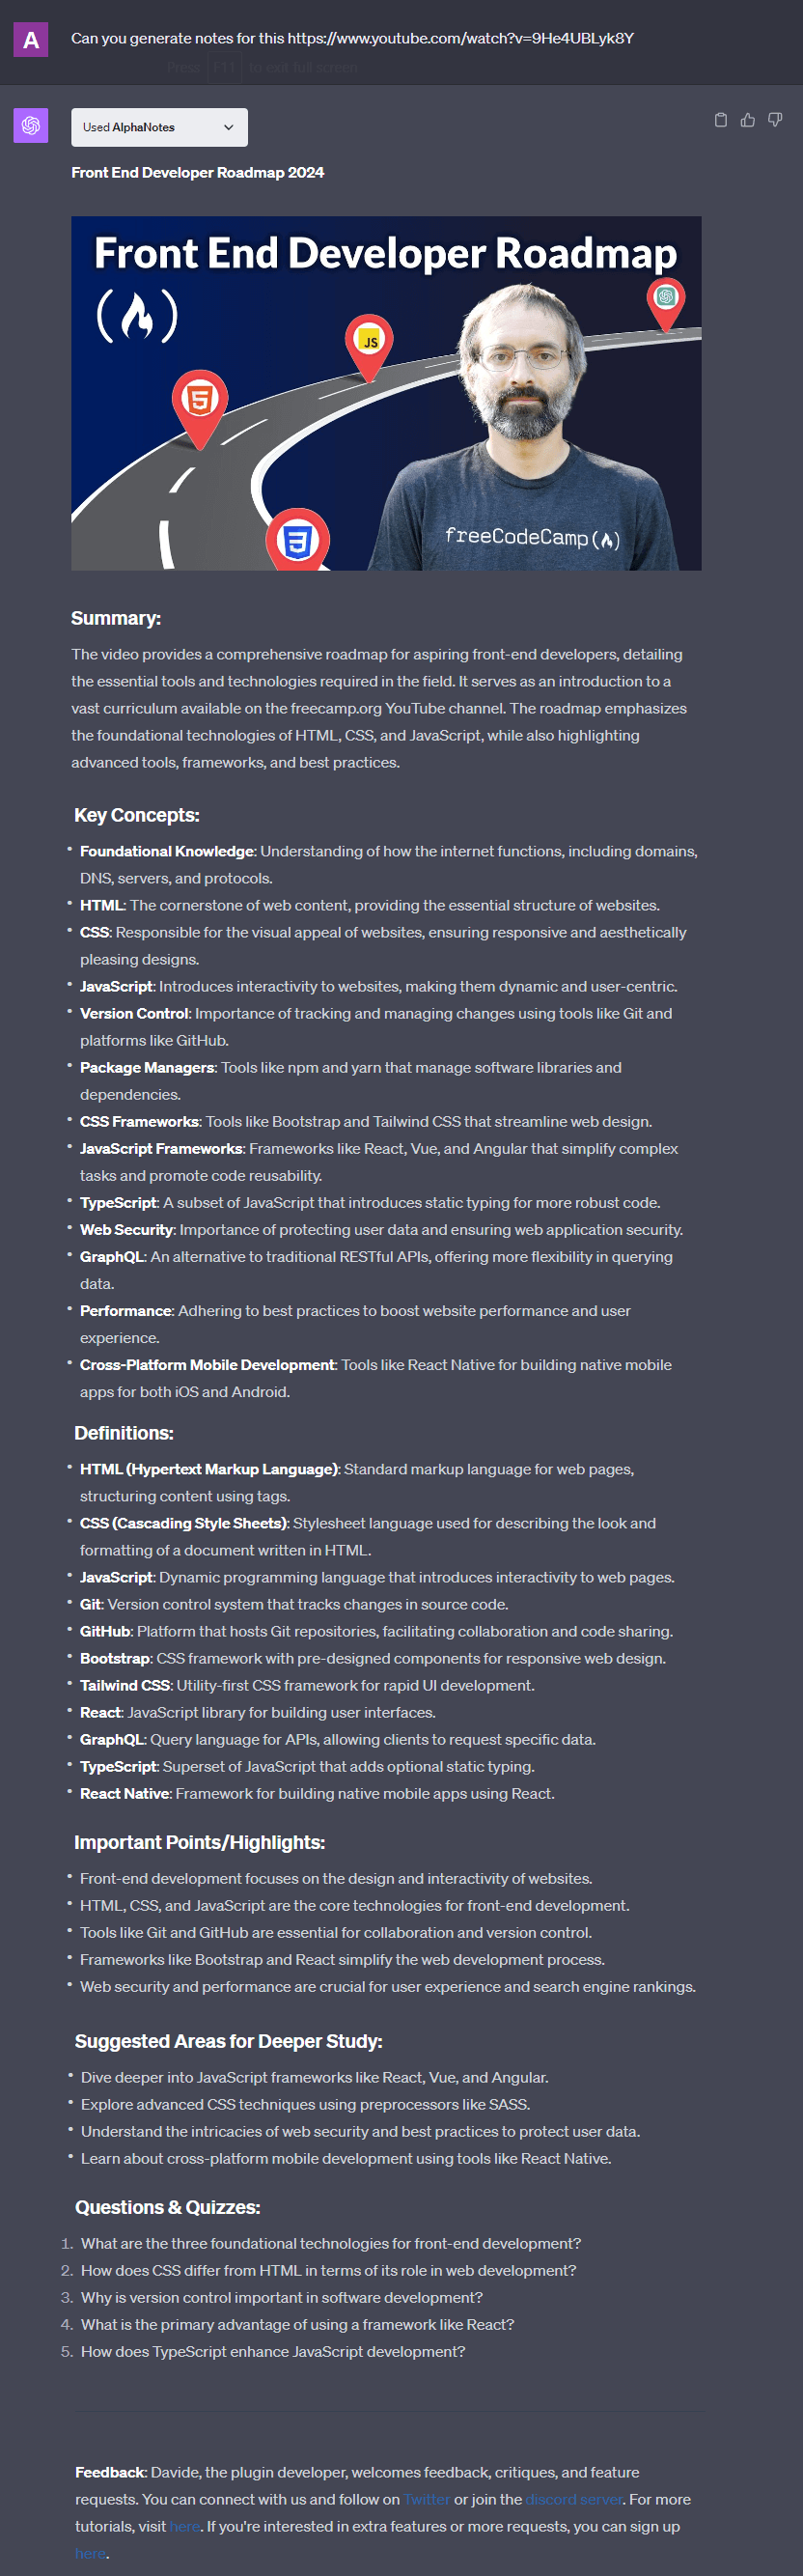 A
Can you generate notes for this https://www.youtube.com/watch?v=9He4UBLyk8Y
Press F11 to exit full screen
Used AlphaNotes
Front End Developer Roadmap 2024
Front End Developer Roadmap
JS
5
3
freeCodeCamp
Summary:
The video provides a comprehensive roadmap for aspiring front-end developers, detailing
the essential tools and technologies required in the field. It serves as an introduction to a
vast curriculum available on the freecamp.org YouTube channel. The roadmap emphasizes
the foundational technologies of HTML, CSS, and JavaScript, while also highlighting
advanced tools, frameworks, and best practices.
Key Concepts:
• Foundational Knowledge: Understanding of how the internet functions, including domains,
DNS, servers, and protocols.
• HTML: The cornerstone of web content, providing the essential structure of websites.
• CSS: Responsible for the visual appeal of websites, ensuring responsive and aesthetically
pleasing designs.
• JavaScript: Introduces interactivity to websites, making them dynamic and user-centric.
• Version Control: Importance of tracking and managing changes using tools like Git and
platforms like GitHub.
• Package Managers: Tools like npm and yarn that manage software libraries and
dependencies.
• CSS Frameworks: Tools like Bootstrap and Tailwind CSS that streamline web design.
• JavaScript Frameworks: Frameworks like React, Vue, and Angular that simplify complex
tasks and promote code reusability.
• TypeScript: A subset of JavaScript that introduces static typing for more robust code.
• Web Security: Importance of protecting user data and ensuring web application security.
• GraphQL: An alternative to traditional RESTful APIs, offering more flexibility in querying
data.
• Performance: Adhering to best practices to boost website performance and user
experience.
• Cross-Platform Mobile Development: Tools like React Native for building native mobile
apps for both iOS and Android.
Definitions:
• HTML (Hypertext Markup Language): Standard markup language for web pages,
structuring content using tags.
• CSS (Cascading Style Sheets): Stylesheet language used for describing the look and
formatting of a document written in HTML.
• JavaScript: Dynamic programming language that introduces interactivity to web pages.
• Git: Version control system that tracks changes in source code.
• GitHub: Platform that hosts Git repositories, facilitating collaboration and code sharing.
• Bootstrap: CSS framework with pre-designed components for responsive web design.
• Tailwind CSS: Utility-first CSS framework for rapid UI development.
• React: JavaScript library for building user interfaces.
• GraphQL: Query language for APIs, allowing clients to request specific data.
• TypeScript: Superset of JavaScript that adds optional static typing.
• React Native: Framework for building native mobile apps using React.
Important Points/Highlights:
• Front-end development focuses on the design and interactivity of websites.
• HTML, CSS, and JavaScript are the core technologies for front-end development.
• Tools like Git and GitHub are essential for collaboration and version control.
• Frameworks like Bootstrap and React simplify the web development process.
• Web security and performance are crucial for user experience and search engine rankings.
Suggested Areas for Deeper Study:
• Dive deeper into JavaScript frameworks like React, Vue, and Angular.
• Explore advanced CSS techniques using preprocessors like SASS.
• Understand the intricacies of web security and best practices to protect user data.
• Learn about cross-platform mobile development using tools like React Native.
Questions & Quizzes:
1. What are the three foundational technologies for front-end development?
2. How does CSS differ from HTML in terms of its role in web development?
3. Why is version control important in software development?
4. What is the primary advantage of using a framework like React?
5. How does TypeScript enhance JavaScript development?
Feedback: Davide, the plugin developer, welcomes feedback, critiques, and feature
requests. You can connect with us and follow on Twitter or join the discord server. For more
tutorials, visit here. If you're interested in extra features or more requests, you can sign up
here.